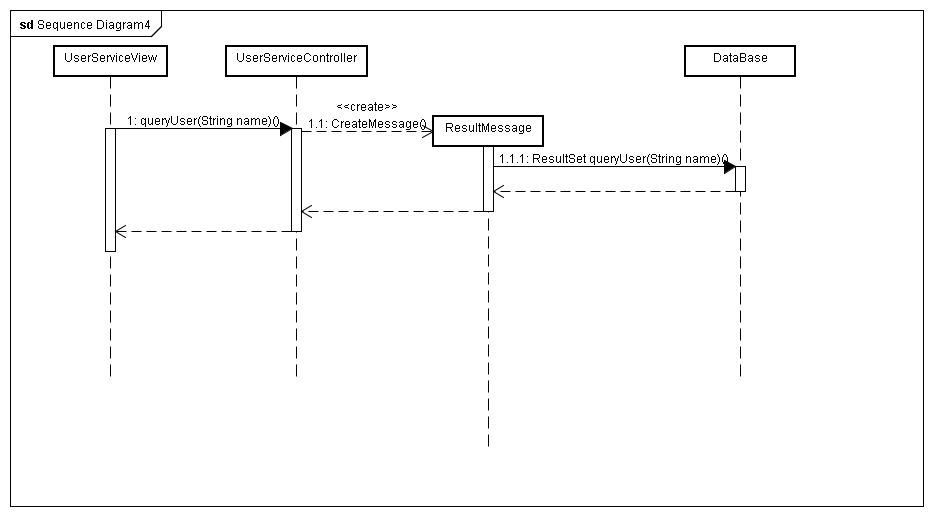 sd Sequence Diagram4
UserServiceView
UserServiceController
DataBase
<<create>>
1: queryUser(String name)()
1.1: CreateMessage()
ResultMessage
1.1.1: ResultSet queryUser(String name)()